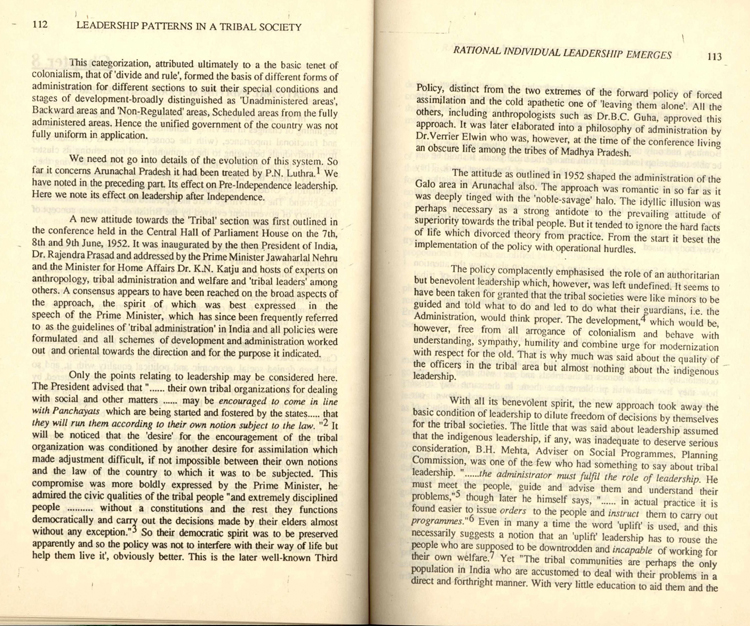 112 LEADERSHIP PATTERNS IN A TRIBAL SOCIETY
This categorization, attributed ultimately to a the basic tenet of
colonialism, that of 'divide and rule', formed the basis of different forms of
administration for different sections to suit their special conditions and
stages of development-broadly distinguished as 'Unadministered areas',
Backward areas and 'Non-Regulated' areas, Scheduled areas from the fully
administered areas. Hence the unified government of the country was not
fully uniform in application.
We need not go into details of the evolution of this system. So
far it concerns Arunachal Pradesh it had been treated by P.N. Luthra.1 We
have noted in the preceding part. Its effect on Pre-Independence leadership.
Here we note its effect on leadership after Independence.
A new attitude towards the 'Tribal' section was first outlined in
the conference held in the Central Hall of Parliament House on the 7th,
8th and 9th June, 1952. It was inaugurated by the then President of India,
Dr. Rajendra Prasad and addressed by the Prime Minister Jawaharlal Nehru
and the Minister for Home Affairs Dr. K.N. Katju and hosts of experts on
anthropology, tribal administration and welfare and 'tribal leaders' among
others. A consensus appears to have been reached on the broad aspects of
the approach, the spirit of which was best expressed in the
speech of the Prime Minister, which has since been frequently referred
to as the guidelines of 'tribal administration' in India and all policies were
formulated and all schemes of development and administration worked
out and oriented towards the direction and for the purpose it indicated.
Only the points relating to leadership may be considered here.
The President advised that "...... their own tribal organizations for dealing
with social and other matters ...... may be encouraged to come in line
with Panchayats which are being started and fostered by the states..... that
they will run them according to their own notion subject to the law. "2 It
will be noticed that the 'desire' for the encouragement of the tribal
organization was conditioned by another desire for assimilation which
made adjustment difficult, if not impossible between their own notions
and the law of the country to which it was to be subjected. This
compromise was more boldly expressed by the Prime Minister, he
admired the civic qualities of the tribal people "and extremely disciplined
people .......... without a constitutions and the rest they functions
democratically and carry out the decisions made by their elders almost
without any exception."3 So their democratic spirit was to be preserved
apparently and so the policy was not to interfere with their way of life but
help them live it', obviously better. This is the later well-known Third
RATIONAL INDIVIDUAL LEADERSHIP EMERGES 113
Policy, distinct from the two extremes of the forward policy of forced
assimilation and the cold apathetic one of 'leaving them alone'. All the
others, including anthropologists such as Dr.B.C. Guha, approved this
approach. It was later elaborated into a philosophy of administration by
Dr.Verrier Elwin who was, however, at the time of the conference living
an obscure life among the tribes of Madhya Pradesh.
The attitude as outlined in 1952 shaped the administration of the
Galo area in Arunachal also. The approach was romantic in so far as it
was deeply tinged with the 'noble-savage' halo. The idyllic illusion was
perhaps necessary as a strong antidote to the prevailing attitude of
superiority towards the tribal people. But it tended to ignore the hard facts
of life which divorced theory from practice. From the start it beset the
implementation of the policy with operational hurdles.
The policy complacently emphasised the role of an authoritarian
but benevolent leadership which, however, was left undefined. It seems to
have been taken for granted that the tribal societies were like minors to be
guided and told what to do and led to do what their guardians, i.e. the
Administration, would think proper. The development,4 which would be,
however, free from all arrogance of colonialism and behave with
understanding, sympathy, humility and combine urge for modernization
with respect for the old. That is why much was said about the quality of
the officers in the tribal area but almost nothing about the indigenous
leadership.
With all its benevolent spirit, the new approach took away the
basic condition of leadership to dilute freedom of decisions by themselves
for the tribal societies. The little that was said about leadership assumed
that the indigenous leadership, if any, was inadequate to deserve serious
consideration, B.H. Mehta, Adviser on Social Programmes, Planning
Commission, was one of the few who had something to say about tribal
leadership. "......the administrator must fulfil the role of leadership. He
must meet the people, guide and advise them and understand their
problems,"5 though later he himself says, "...... in actual practice it is
found easier to issue orders to the people and instruct them to carry out
programmes."6 Even in many a time the word 'uplift' is used, and this
necessarily suggests a notion that an 'uplift' leadership has to rouse the
people who are supposed to be downtrodden and incapable of working for
their own welfare.7 Yet "The tribal communities are perhaps the only
population in India who are accustomed to deal with their problems in a
direct and forthright manner. With very little education to aid them and the